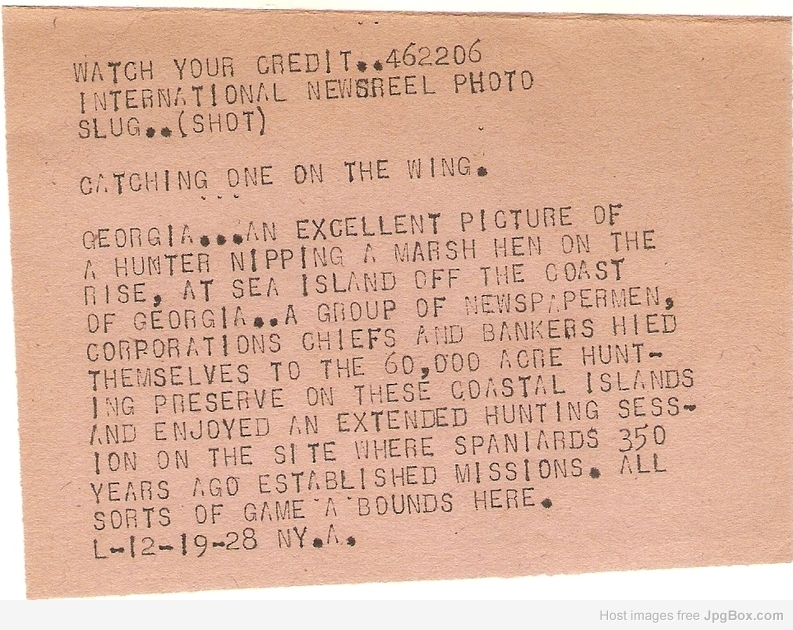 WATCH YOUR CREDIT..462206
INTERNATIONAL NEWSREEL PHOTO
SLUG..(SHOT)
CATCHING ONE ON THE WING.
GEORGIA...AN EXCELLENT PICTURE OF
A HUNTER NIPPING A MARSH HEN ON THE
RISE, AT SEA ISLAND OFF THE COAST
OF GEORGIA..A GROUP OF NEWSPAPERMEN,
CORPORATIONS CHIEFS AND BANKERS HIED
THEMSELVES TO THE 60,000 ACRE HUNT-
ING PRESERVE ON THESE COASTAL ISLANDS
AND ENJOYED AN EXTENDED HUNTING SESS-
ION ON THE SITE WHERE SPANIARDS 350
YEARS AGO ESTABLISHED MISSIONS. ALL
SORTS OF GAME A BOUNDS HERE.
L-12-19-28 NY.A.
Host images free JpgBox.com